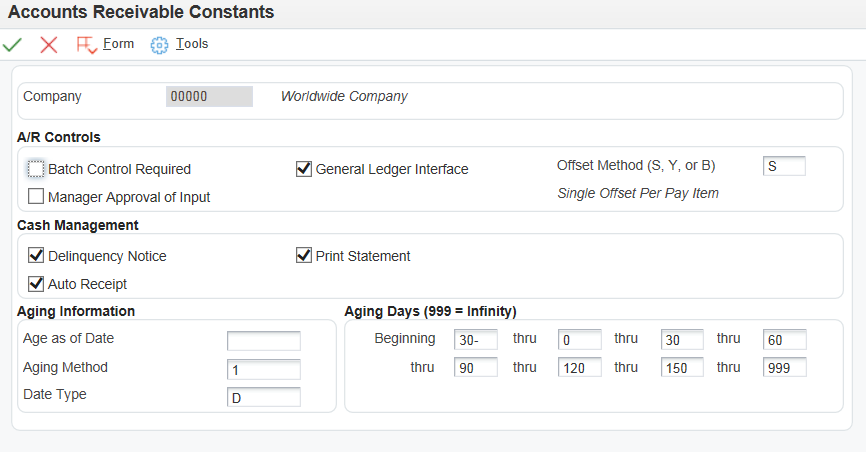 Accounts Receivable Constants
Form Tools
Company 00000 Worldwide Company
A/R Controls
Batch Control Required General Ledger Interface Offset Method (S, Y, or B) S
Manager Approval of Input Single Offset Per Pay Item
Cash Management
Delinquency Notice Print Statement
Auto Receipt
Aging Information Aging Days (999 = Infinity)
Age as of Date Beginning 30- thru 0 thru 30 thru 60
Aging Method 1 thru 90 thru 120 thru 150 thru 999
Date Type D